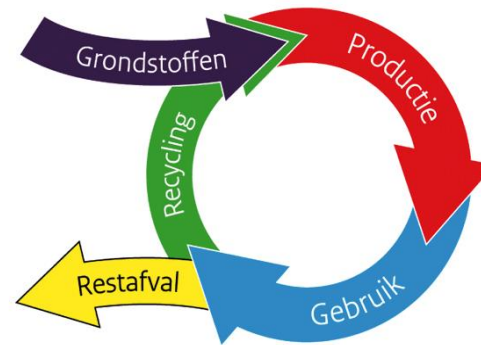 Grondstoffen
Productie
Recycling
Restafval
Gebruik